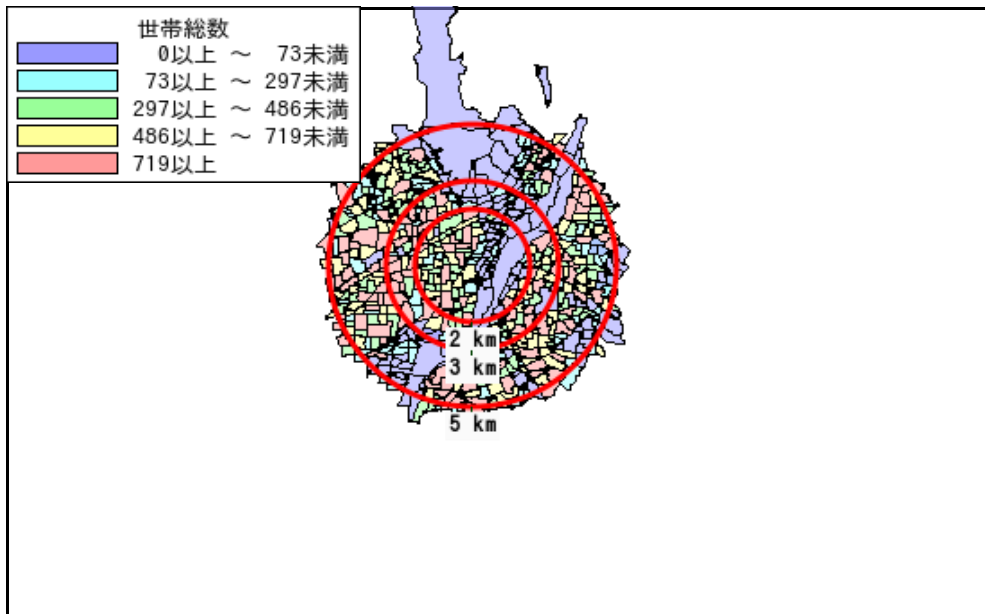 世帯総数
0以上 ～ 73未満
73以上 ～ 297未満
297以上 ～ 486未満
486以上 ～ 719未満
719以上
2 km
3 km
5 km